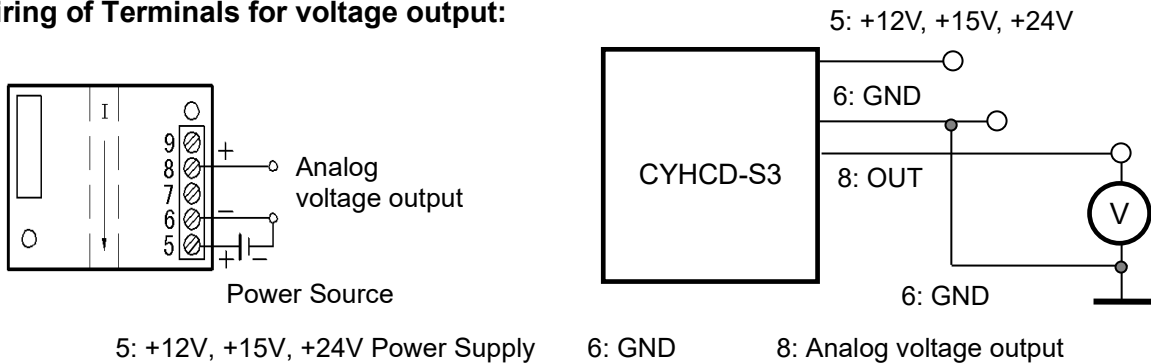 iring of Terminals for voltage output:
5: +12V, +15V, +24V
I
6: GND
9
+
8
Analog
voltage output
CYHCD-S3
8: OUT
7
6
–
V
5
+
–
6: GND
Power Source
5: +12V, +15V, +24V Power Supply 6: GND 8: Analog voltage output